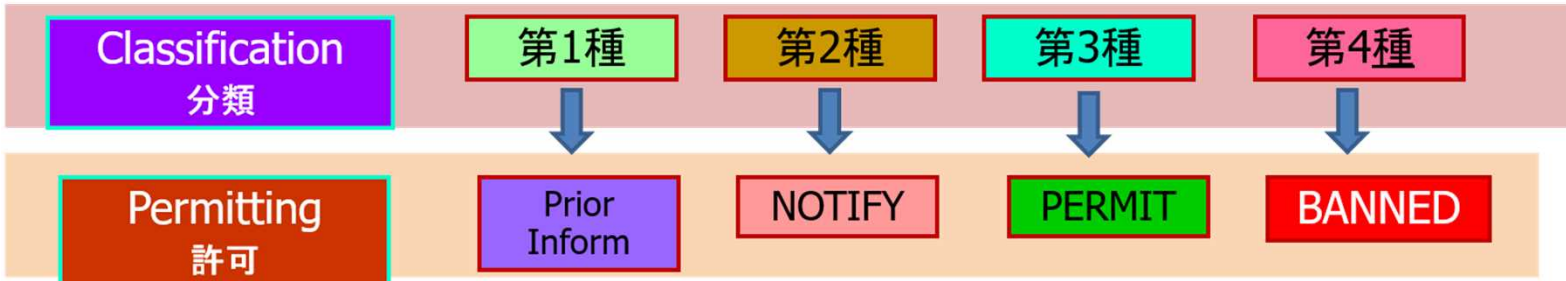 Classification
分類
第1種
第2種
第3種
第4種
Permitting
許可
Prior
Inform
NOTIFY
PERMIT
BANNED